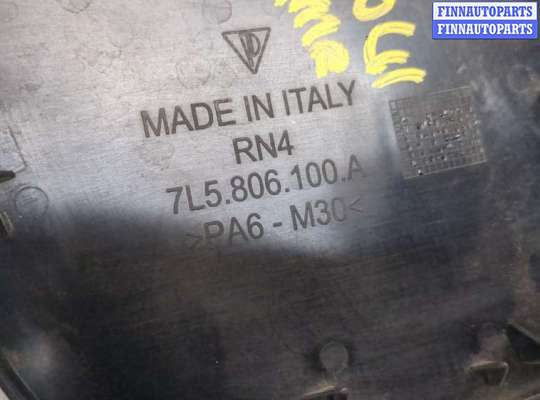 FINNAUTOPARTS
FINNAUTOPARTS
MADE IN ITALY
RN4
7L5.806.100.A
>PA6 - M30<